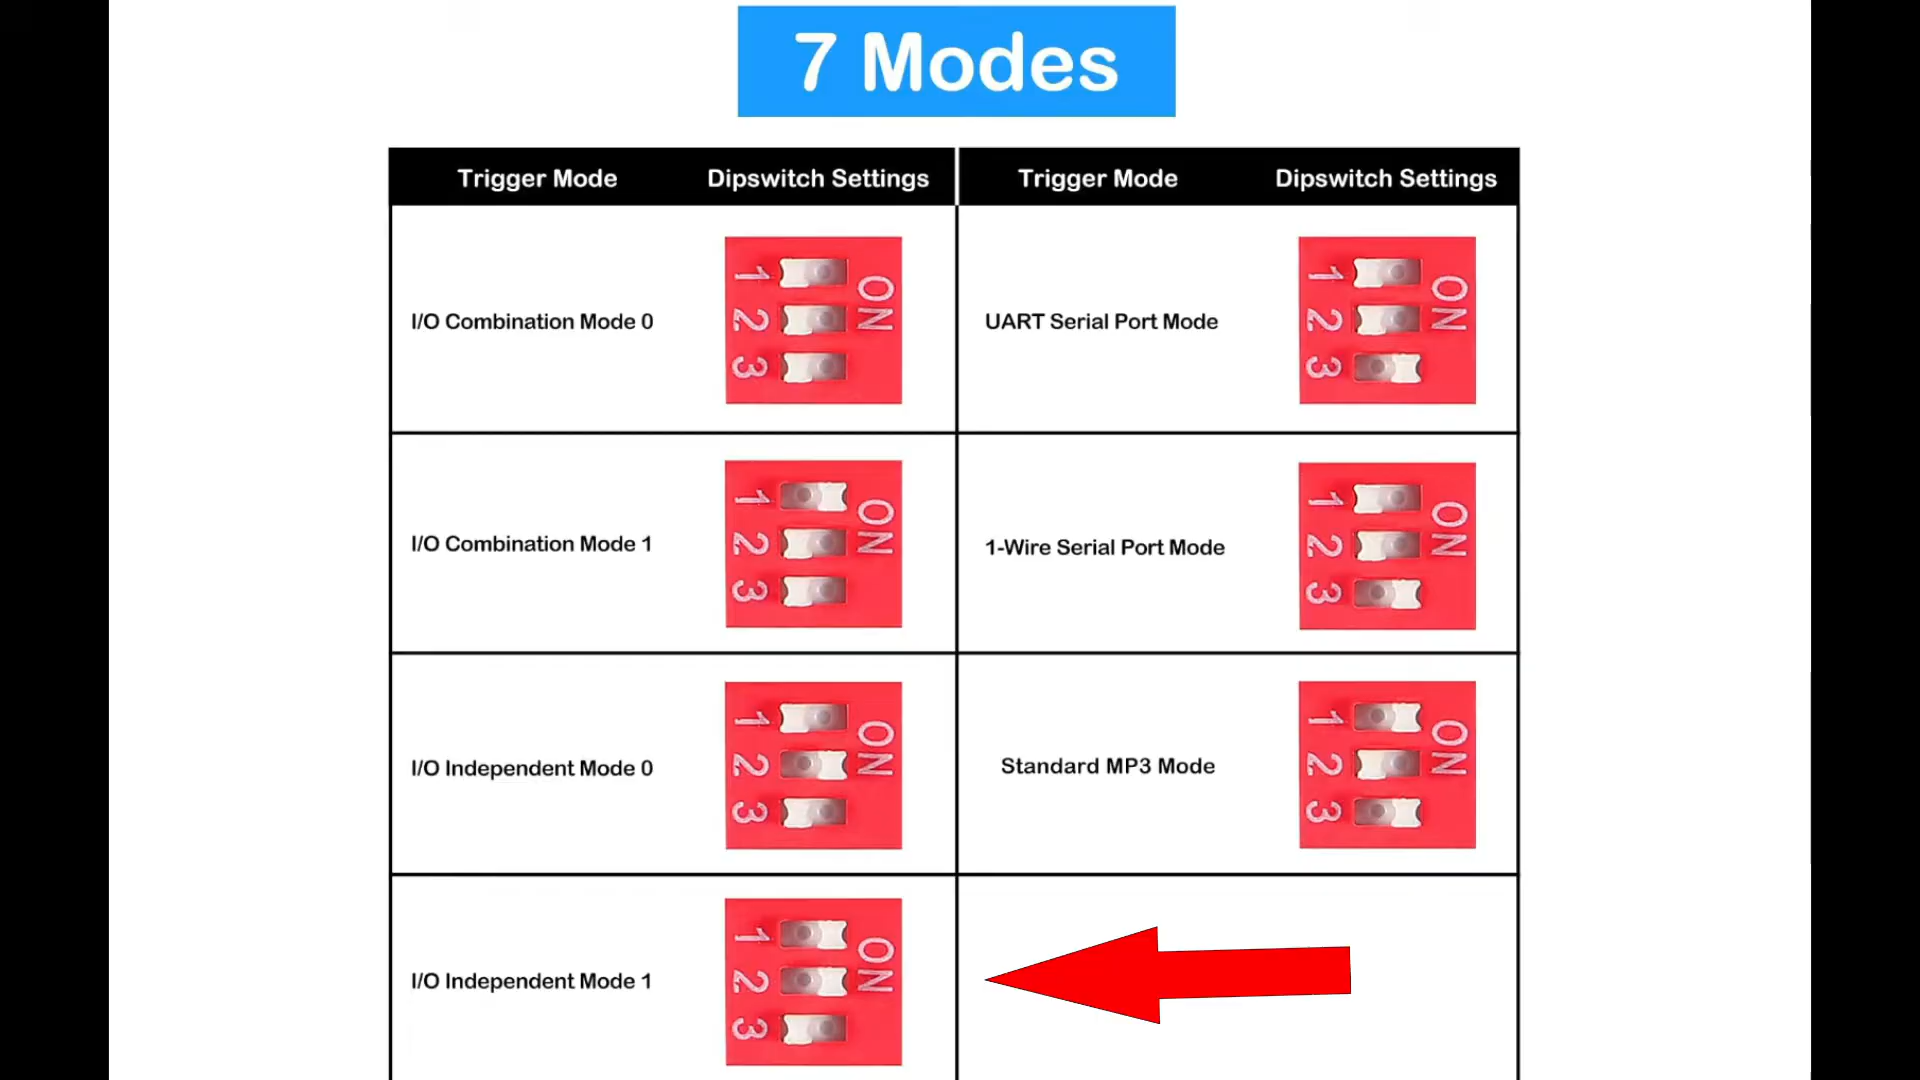 7 Modes
Trigger Mode Dipswitch Settings Trigger Mode Dipswitch Settings
I/O Combination Mode 0 1 2 3 ON UART Serial Port Mode 1 2 3 ON
I/O Combination Mode 1 1 2 3 ON 1-Wire Serial Port Mode 1 2 3 ON
I/O Independent Mode 0 1 2 3 ON Standard MP3 Mode 1 2 3 ON
I/O Independent Mode 1 1 2 3 ON